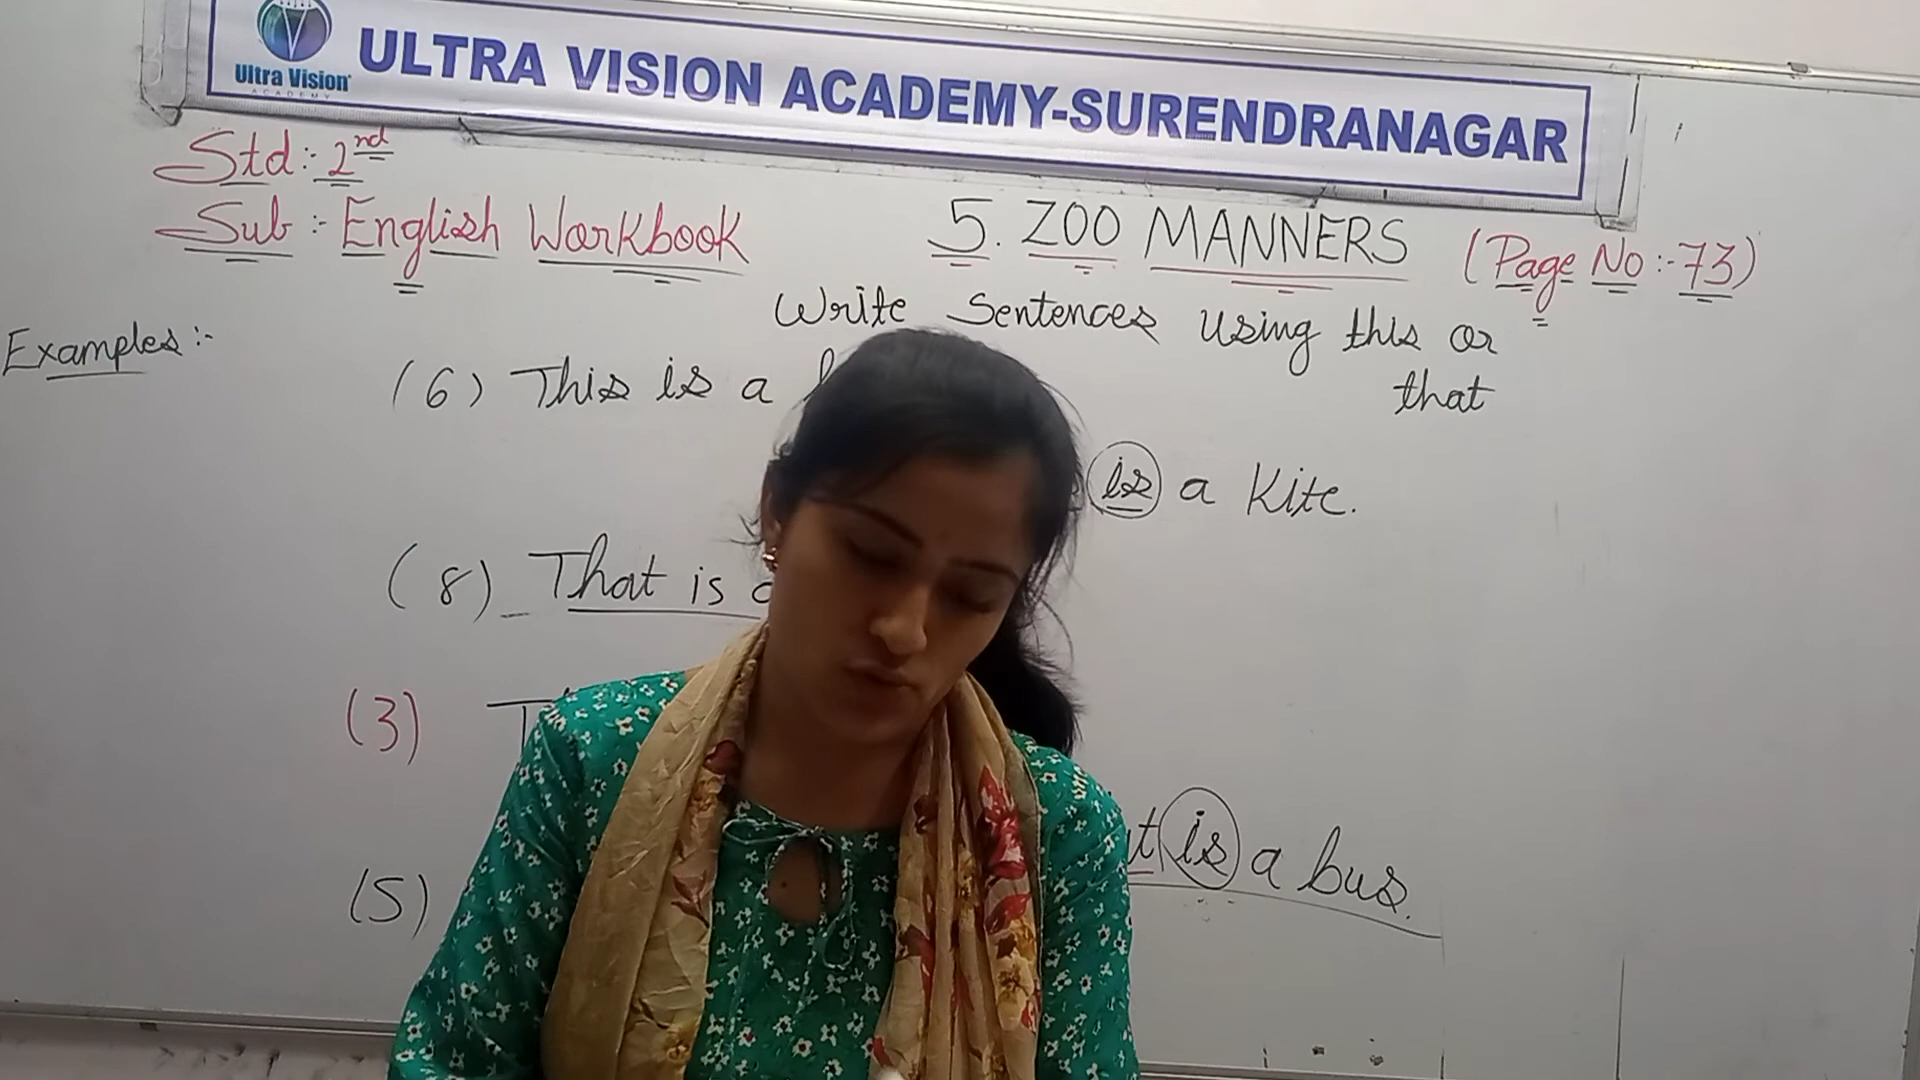 Ultra Vision
ACADEMY
ULTRA VISION ACADEMY-SURENDRANAGAR
Std:- 2nd
Sub:- English Workbook
5. ZOO MANNERS (Page No:-73)
Write Sentences using this or
that
Examples:-
(6) This is a
is a Kite.
(8) That is
(3)
(5)
is a bus.